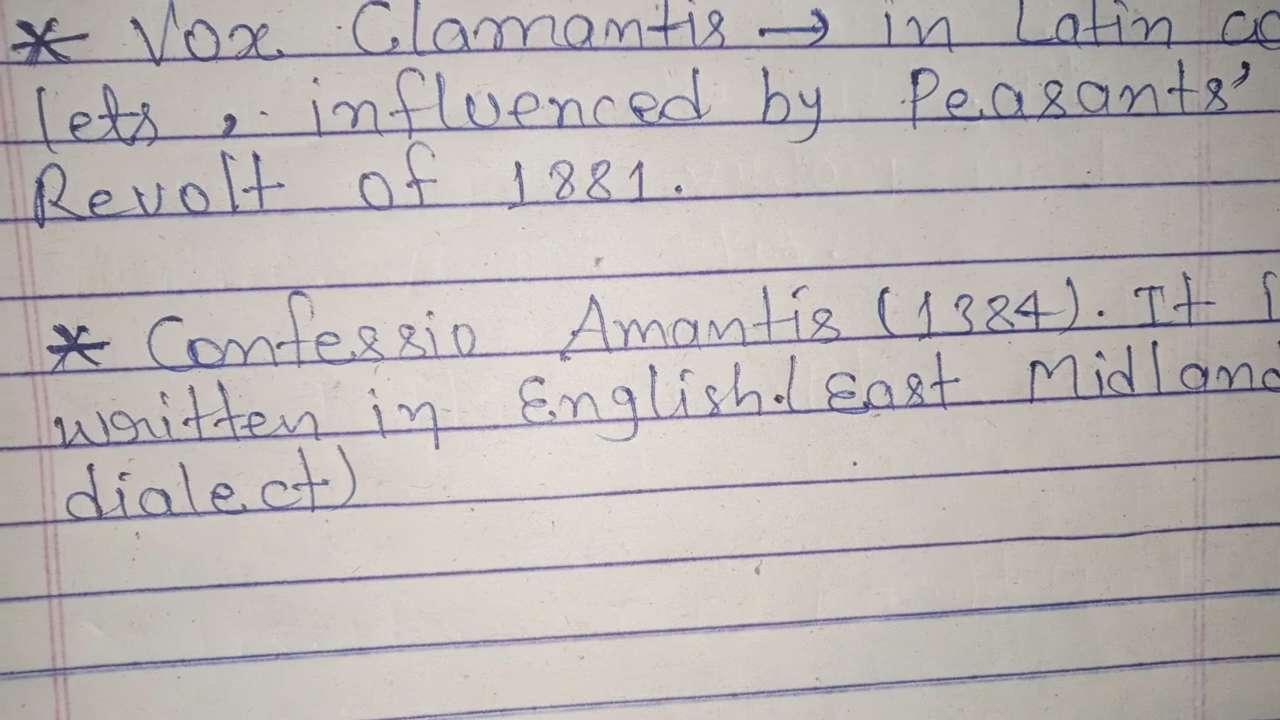 * Vox Clamantis → in Latin co
lets, influenced by Peasants'
Revolt of 1881.
* Confessio Amantis (1384). It i
written in English. (East Midland
dialect)